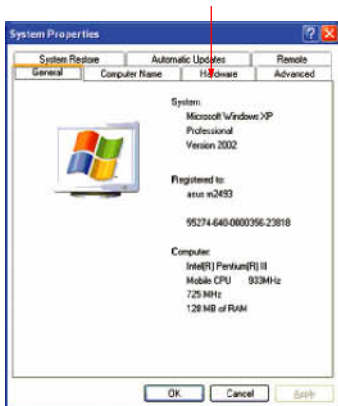 System Properties
System Restore Automatic Updates Remote
General Computer Name Hardware Advanced
System:
Microsoft Windows XP
Professional
Version 2002
Registered to:
asus m2493
95274-640-0000356-23818
Computer:
Intel(R) Pentium(R) III
Mobile CPU 933MHz
725 MHz
128 MB of RAM
OK Cancel Apply